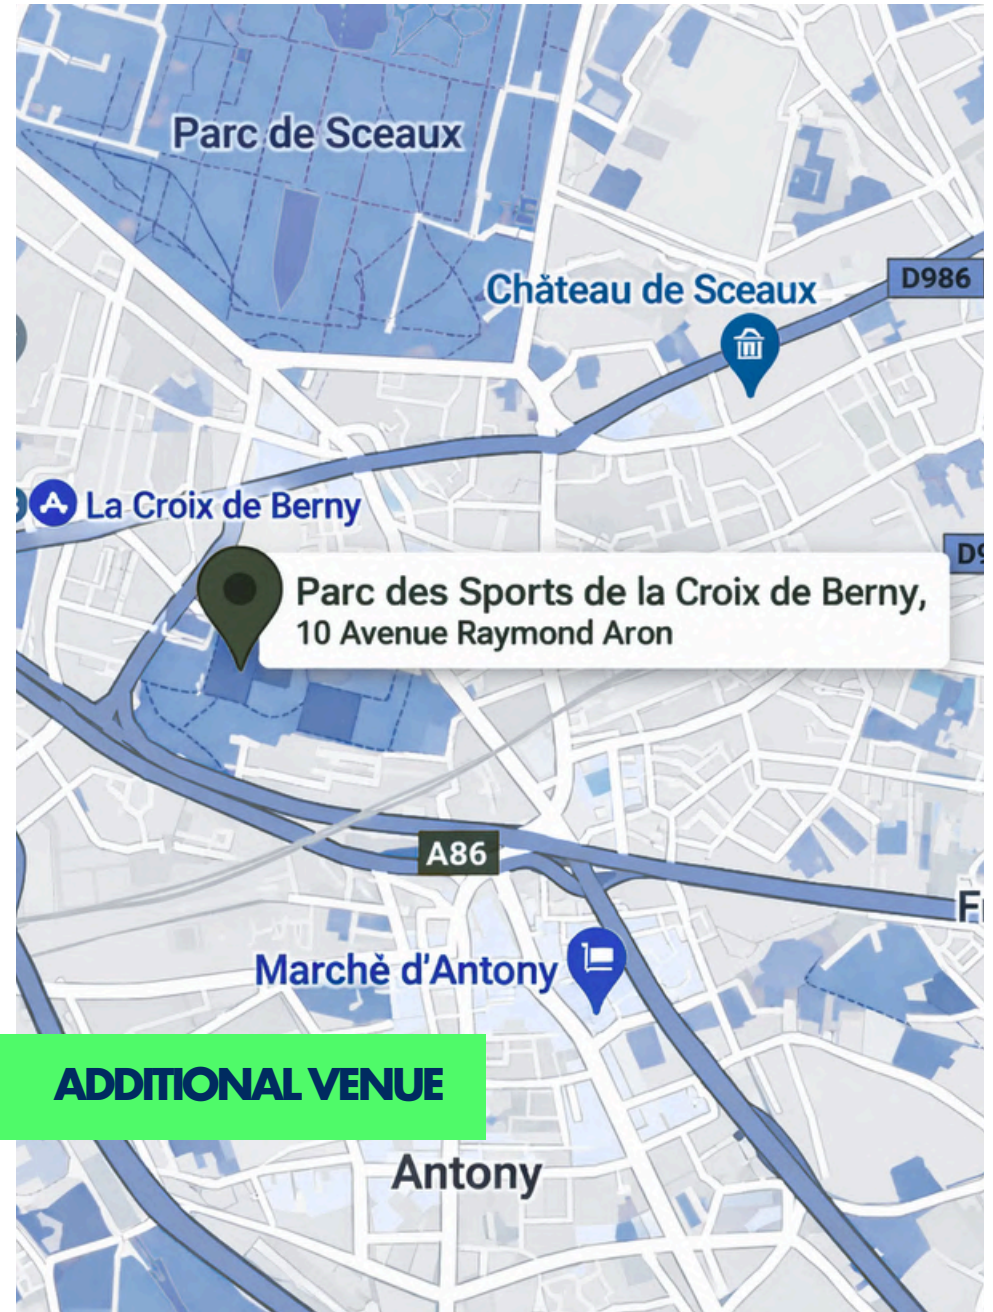 Parc de Sceaux
Château de Sceaux
D986
La Croix de Berny
Parc des Sports de la Croix de Berny,
10 Avenue Raymond Aron
A86
Marchè d'Antony
ADDITIONAL VENUE
Antony